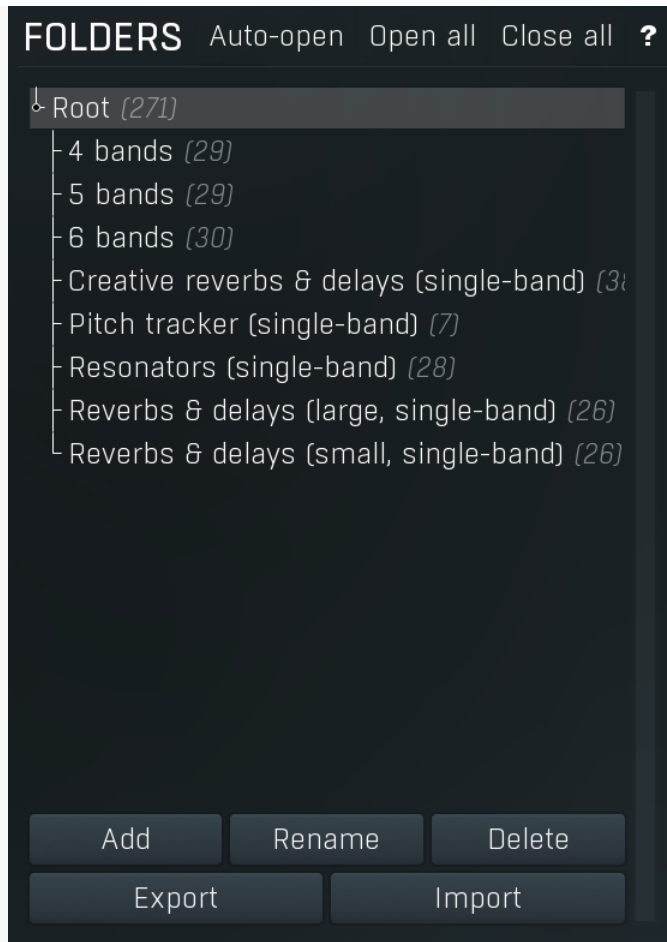 FOLDERS Auto-open Open all Close all ?
Root (271)
4 bands (29)
5 bands (29)
6 bands (30)
Creative reverbs & delays (single-band)
Pitch tracker (single-band) (7)
Resonators (single-band) (28)
Reverbs & delays (large, single-band) (26)
Reverbs & delays (small, single-band) (26)
Add Rename Delete
Export Import